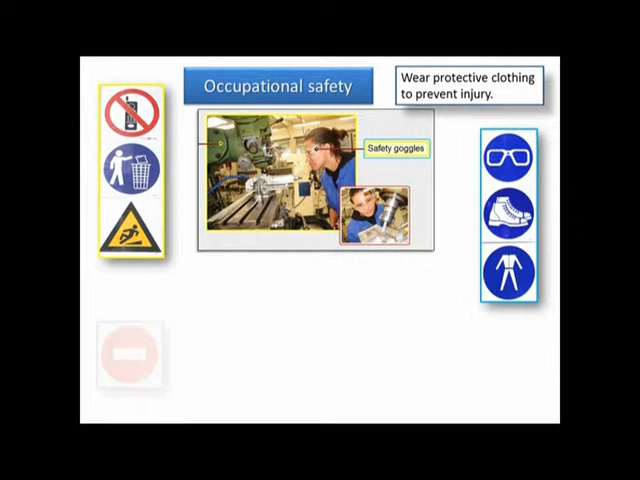 Occupational safety
Wear protective clothing
to prevent injury.
Safety goggles